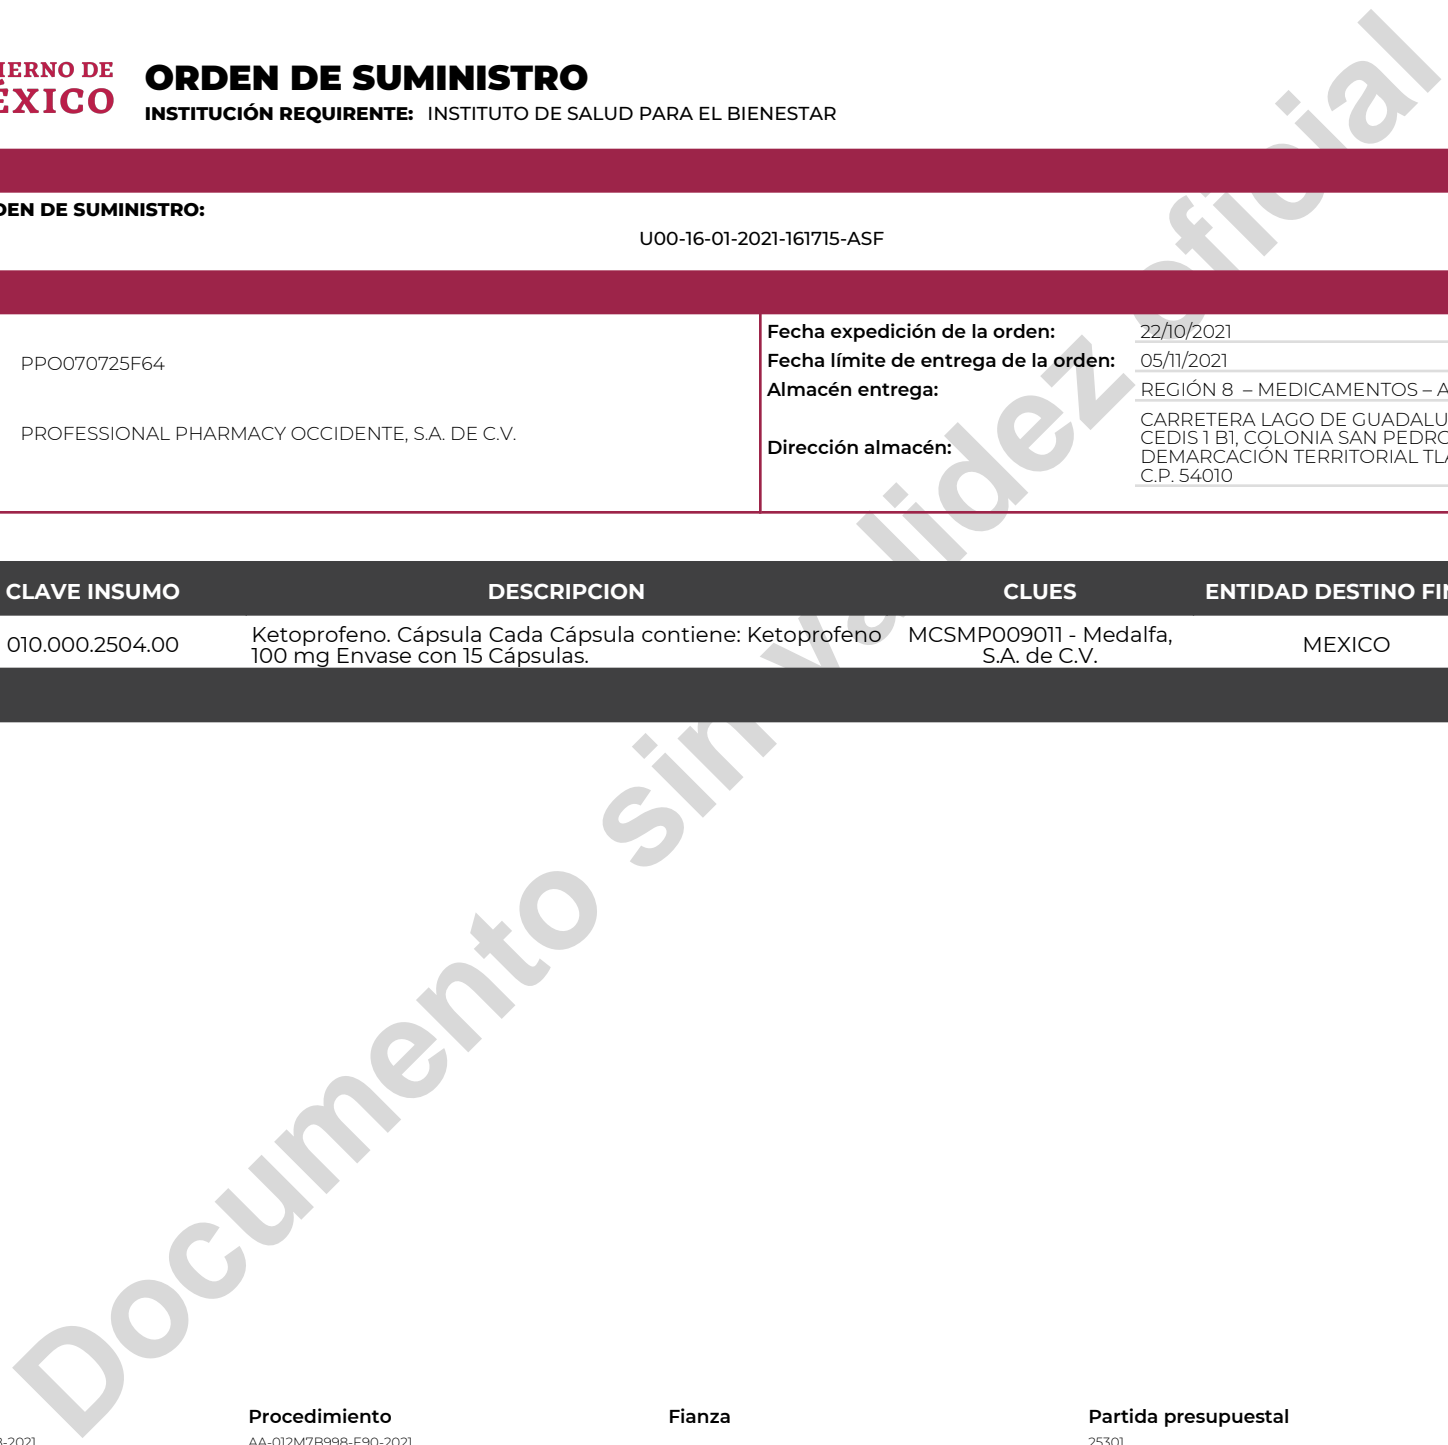 IERNO DE
ÉXICO
ORDEN DE SUMINISTRO
INSTITUCIÓN REQUIRENTE: INSTITUTO DE SALUD PARA EL BIENESTAR
DEN DE SUMINISTRO:
U00-16-01-2021-161715-ASF
PPO070725F64
PROFESSIONAL PHARMACY OCCIDENTE, S.A. DE C.V.
Fecha expedición de la orden: 22/10/2021
Fecha límite de entrega de la orden: 05/11/2021
Almacén entrega: REGIÓN 8 – MEDICAMENTOS – A
Dirección almacén:
CARRETERA LAGO DE GUADALU
CEDIS 1 B1, COLONIA SAN PEDRO
DEMARCACIÓN TERRITORIAL TLA
C.P. 54010
CLAVE INSUMO DESCRIPCION CLUES ENTIDAD DESTINO FIN
010.000.2504.00
Ketoprofeno. Cápsula Cada Cápsula contiene: Ketoprofeno
100 mg Envase con 15 Cápsulas.
MCSMP009011 - Medalfa,
S.A. de C.V.
MEXICO
Documento sin validez oficial
Procedimiento Fianza Partida presupuestal
-2021 AA-012M7B998-E90-2021 25301